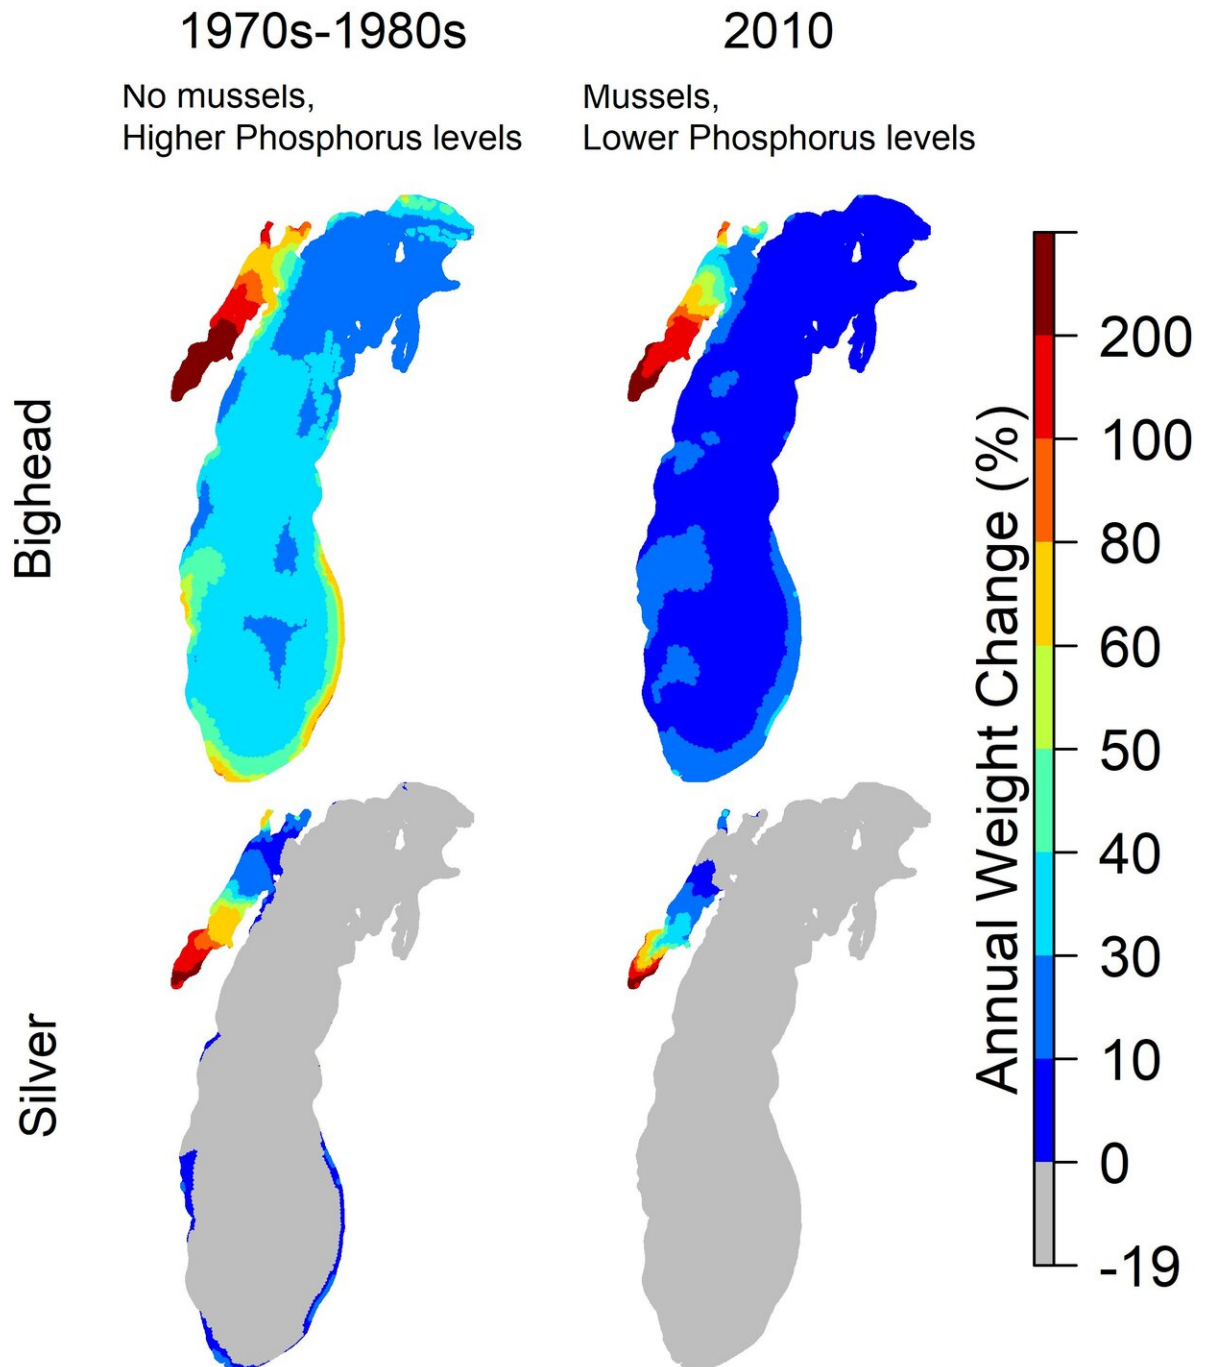 1970s-1980s
2010
No mussels,
Higher Phosphorus levels
Mussels,
Lower Phosphorus levels
Bighead
Silver
Annual Weight Change (%)
200
100
80
60
50
40
30
10
0
-19